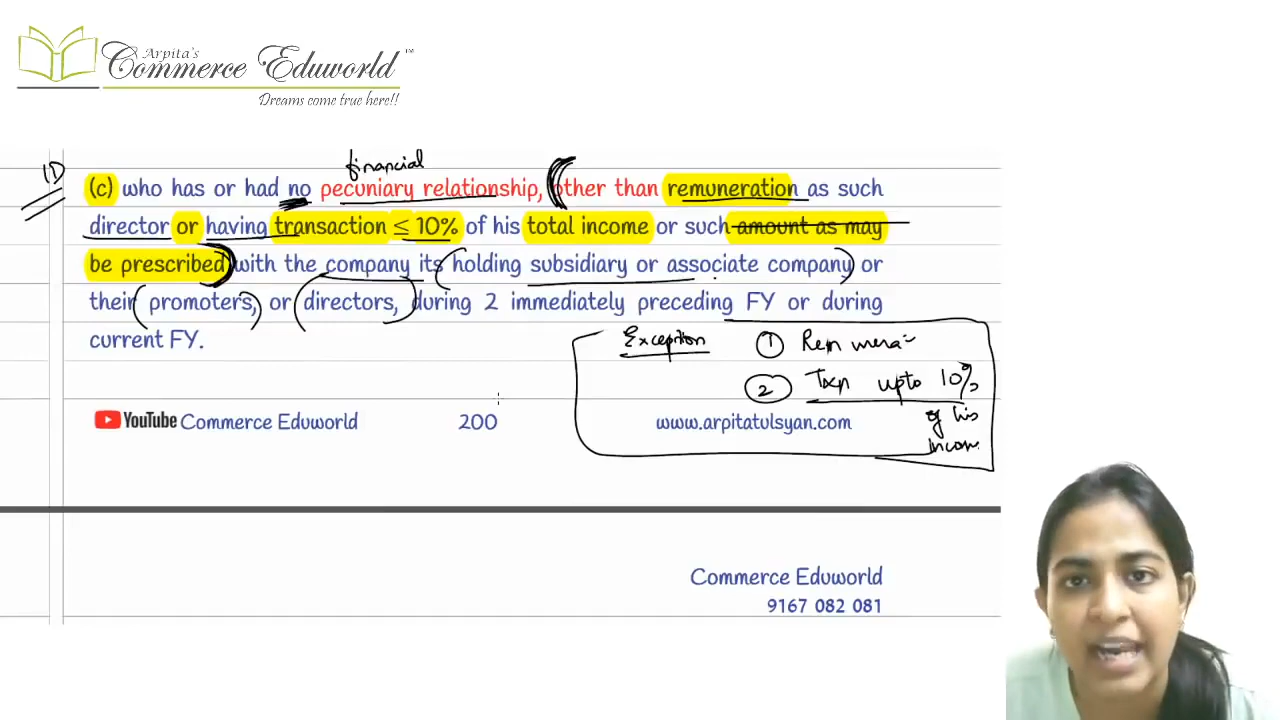 Arpita's
Commerce Eduworld™
Dreams come true here!!
financial
1D
(c) who has or had no pecuniary relationship, other than remuneration as such
director or having transaction ≤ 10% of his total income or such amount as may
be prescribed with the company its holding subsidiary or associate company or
their promoters, or directors, during 2 immediately preceding FY or during
current FY.
Exception 1 Remunera=
2 Txn upto 10%
of his
incom.
YouTube Commerce Eduworld 200 www.arpitatulsyan.com
Commerce Eduworld
9167 082 081